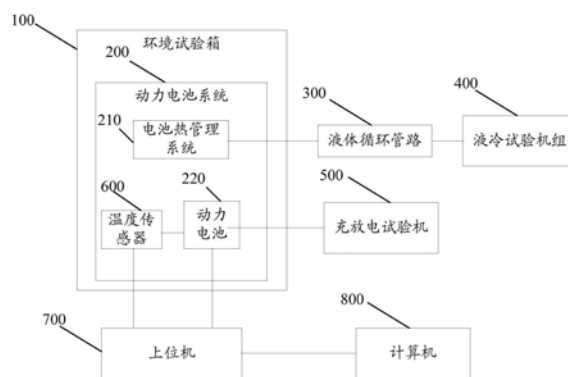 100
环境试验箱
200
动力电池系统
210
电池热管理
系统
300
液体循环管路
400
液冷试验机组
600
温度传
感器
220
动力
电池
500
充放电试验机
700
上位机
800
计算机